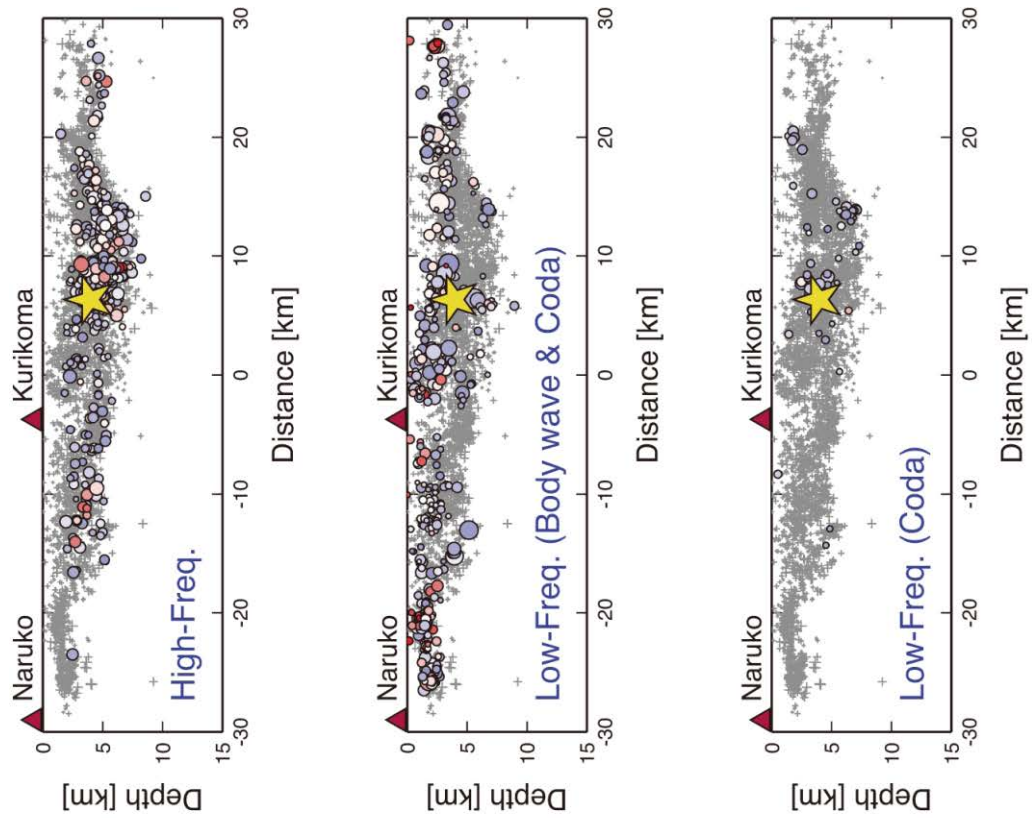 Naruko
Kurikoma
0
5
10
15
Depth [km]
High-Freq.
-30
-20
-10
0
10
20
30
Distance [km]
Naruko
Kurikoma
0
5
10
15
Depth [km]
Low-Freq. (Body wave & Coda)
-30
-20
-10
0
10
20
30
Distance [km]
Naruko
Kurikoma
0
5
10
15
Depth [km]
Low-Freq. (Coda)
-30
-20
-10
0
10
20
30
Distance [km]